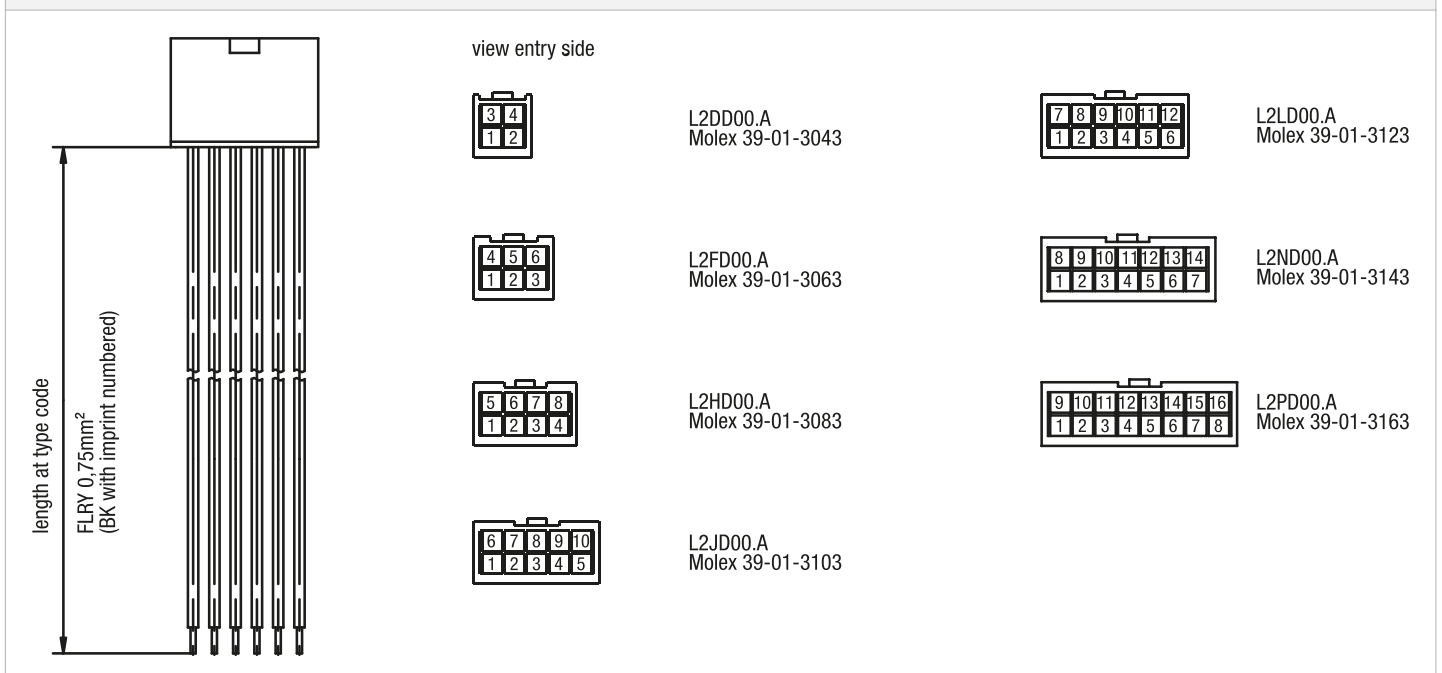 view entry side
3 4
1 2
L2DD00.A
Molex 39-01-3043
4 5 6
1 2 3
L2FD00.A
Molex 39-01-3063
5 6 7 8
1 2 3 4
L2HD00.A
Molex 39-01-3083
6 7 8 9 10
1 2 3 4 5
L2JD00.A
Molex 39-01-3103
7 8 9 10 11 12
1 2 3 4 5 6
L2LD00.A
Molex 39-01-3123
8 9 10 11 12 13 14
1 2 3 4 5 6 7
L2ND00.A
Molex 39-01-3143
9 10 11 12 13 14 15 16
1 2 3 4 5 6 7 8
L2PD00.A
Molex 39-01-3163
length at type code
FLRY 0,75mm²
(BK with imprint numbered)